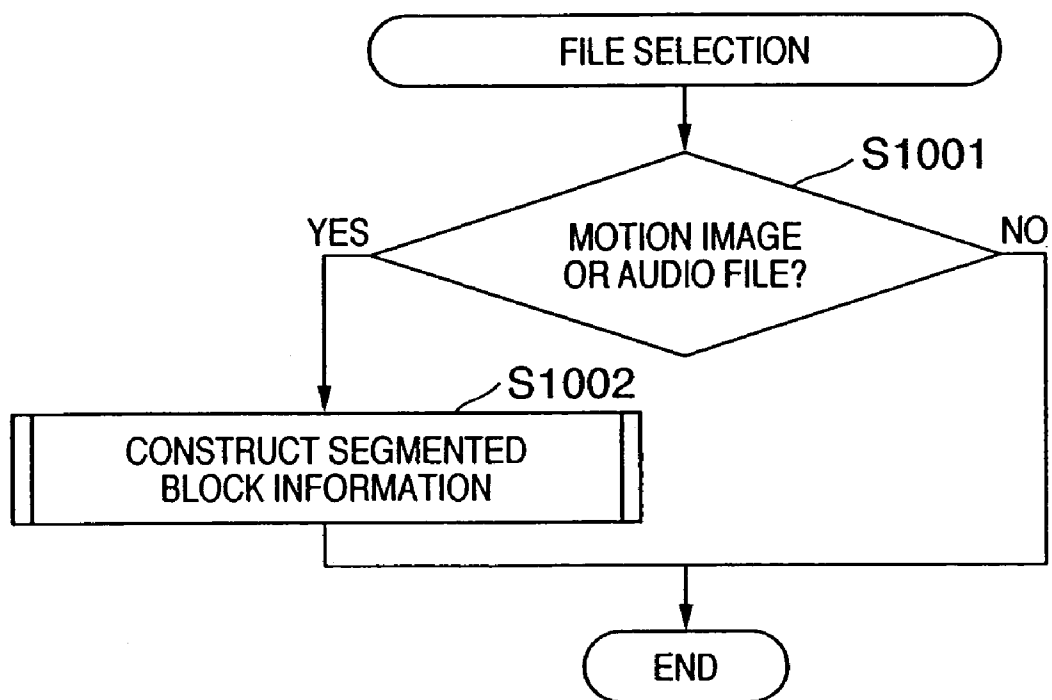 FILE SELECTION
S1001
YES
MOTION IMAGE
OR AUDIO FILE?
NO
S1002
CONSTRUCT SEGMENTED
BLOCK INFORMATION
END